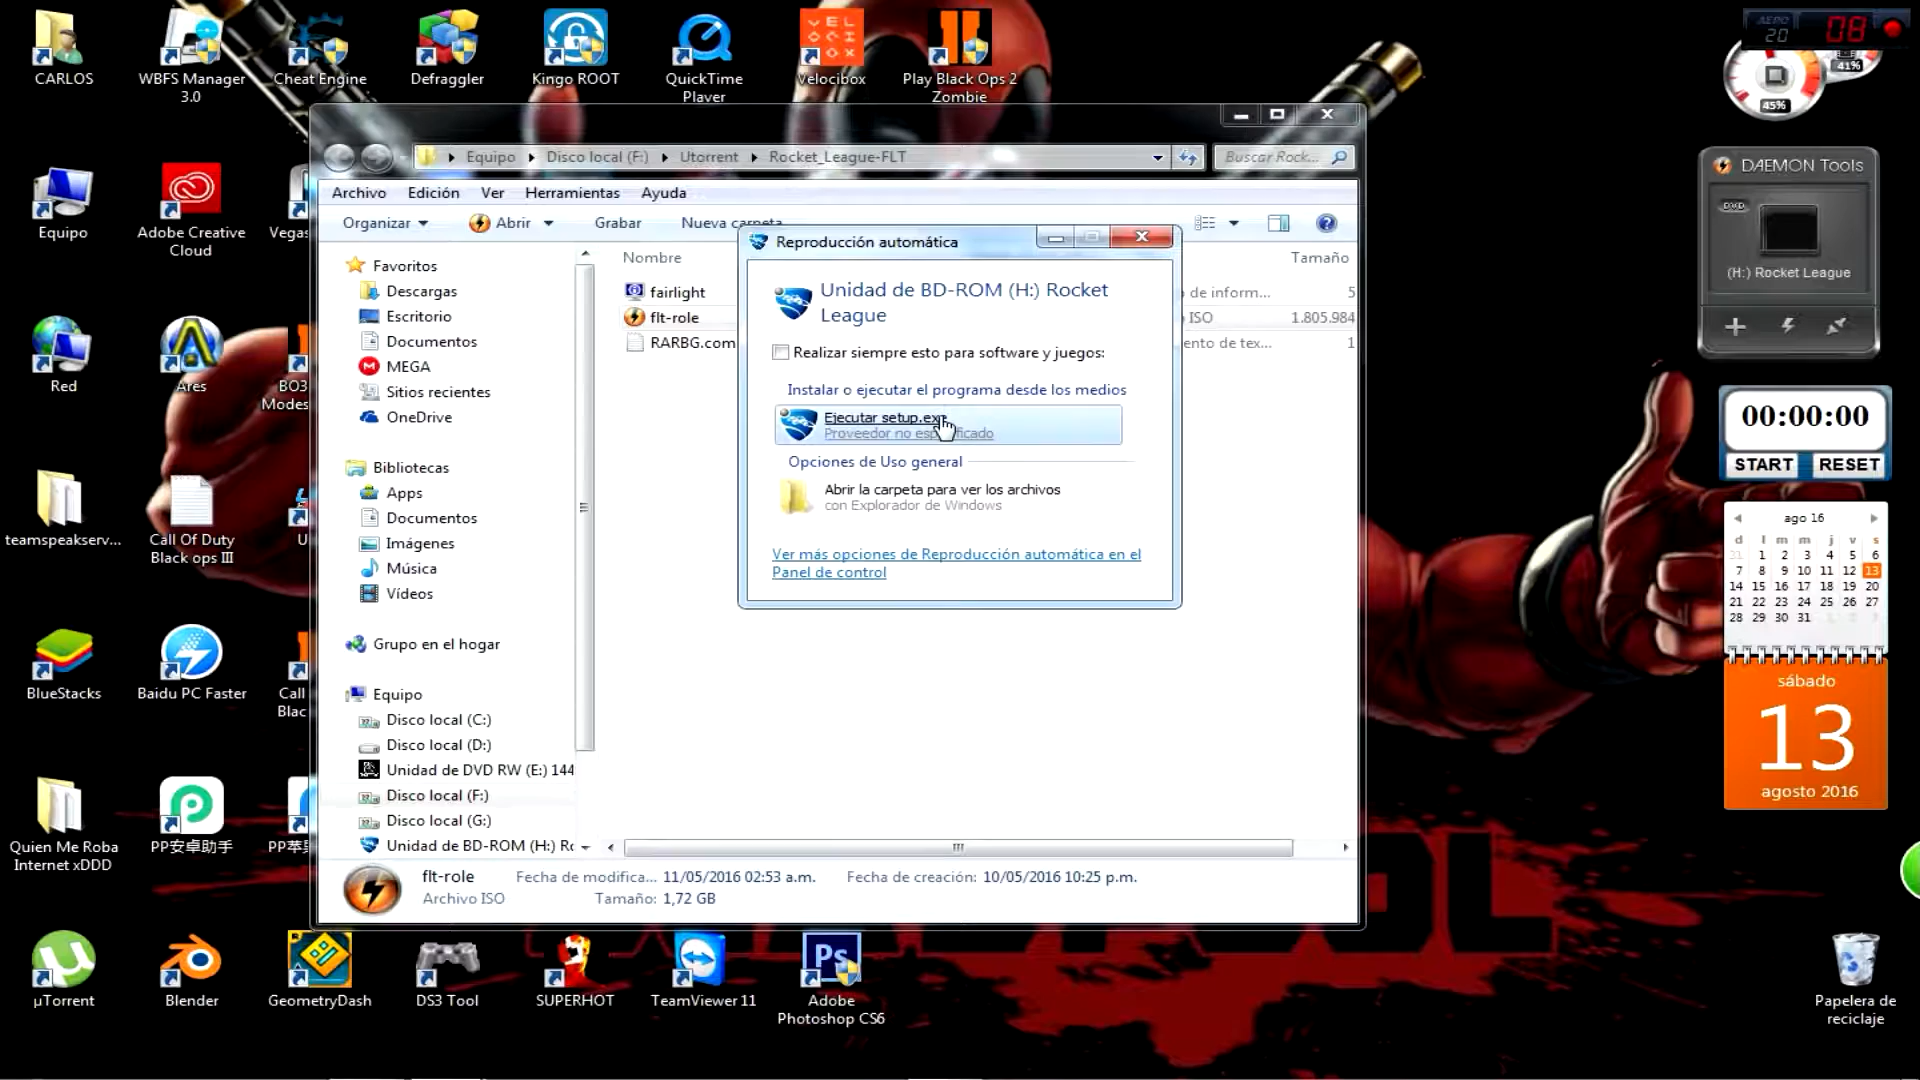 CARLOS
WBFS Manager
3.0
Cheat Engine
Defraggler
Kingo ROOT
QuickTime
Player
VEL
OCI
OX
Velocibox
Play Black Ops 2
Zombie
AERO
20
08
41%
45%
Equipo
Adobe Creative
Cloud
Vegas
Red
Ares
BO3
Modes
teamspeakserv...
Call Of Duty
Black ops III
U
BlueStacks
Baidu PC Faster
Call
Blac
Quien Me Roba
Internet xDDD
PP安卓助手
PP苹
µTorrent
Blender
GeometryDash
DS3 Tool
SUPERHOT
TeamViewer 11
Ps
Adobe
Photoshop CS6
Papelera de
reciclaje
Equipo
Disco local (F:)
Utorrent
Rocket_League-FLT
Buscar Rock...
Archivo
Edición
Ver
Herramientas
Ayuda
Organizar
Abrir
Grabar
Nueva carpeta
Favoritos
Descargas
Escritorio
Documentos
MEGA
Sitios recientes
OneDrive
Bibliotecas
Apps
Documentos
Imágenes
Música
Vídeos
Grupo en el hogar
Equipo
Disco local (C:)
Disco local (D:)
Unidad de DVD RW (E:) 144
Disco local (F:)
Disco local (G:)
Unidad de BD-ROM (H:) Ro
Nombre
Tamaño
fairlight
de inform...
5
flt-role
ISO
1.805.984
RARBG.com
ento de tex...
1
Reproducción automática
Unidad de BD-ROM (H:) Rocket
League
Realizar siempre esto para software y juegos:
Instalar o ejecutar el programa desde los medios
Ejecutar setup.exe
Proveedor no especificado
Opciones de Uso general
Abrir la carpeta para ver los archivos
con Explorador de Windows
Ver más opciones de Reproducción automática en el
Panel de control
flt-role
Fecha de modifica... 11/05/2016 02:53 a.m.
Fecha de creación: 10/05/2016 10:25 p.m.
Archivo ISO
Tamaño: 1,72 GB
DAEMON Tools
DVD
(H:) Rocket League
00:00:00
START
RESET
ago 16
d l m m j v s
31 1 2 3 4 5 6
7 8 9 10 11 12 13
14 15 16 17 18 19 20
21 22 23 24 25 26 27
28 29 30 31
sábado
13
agosto 2016